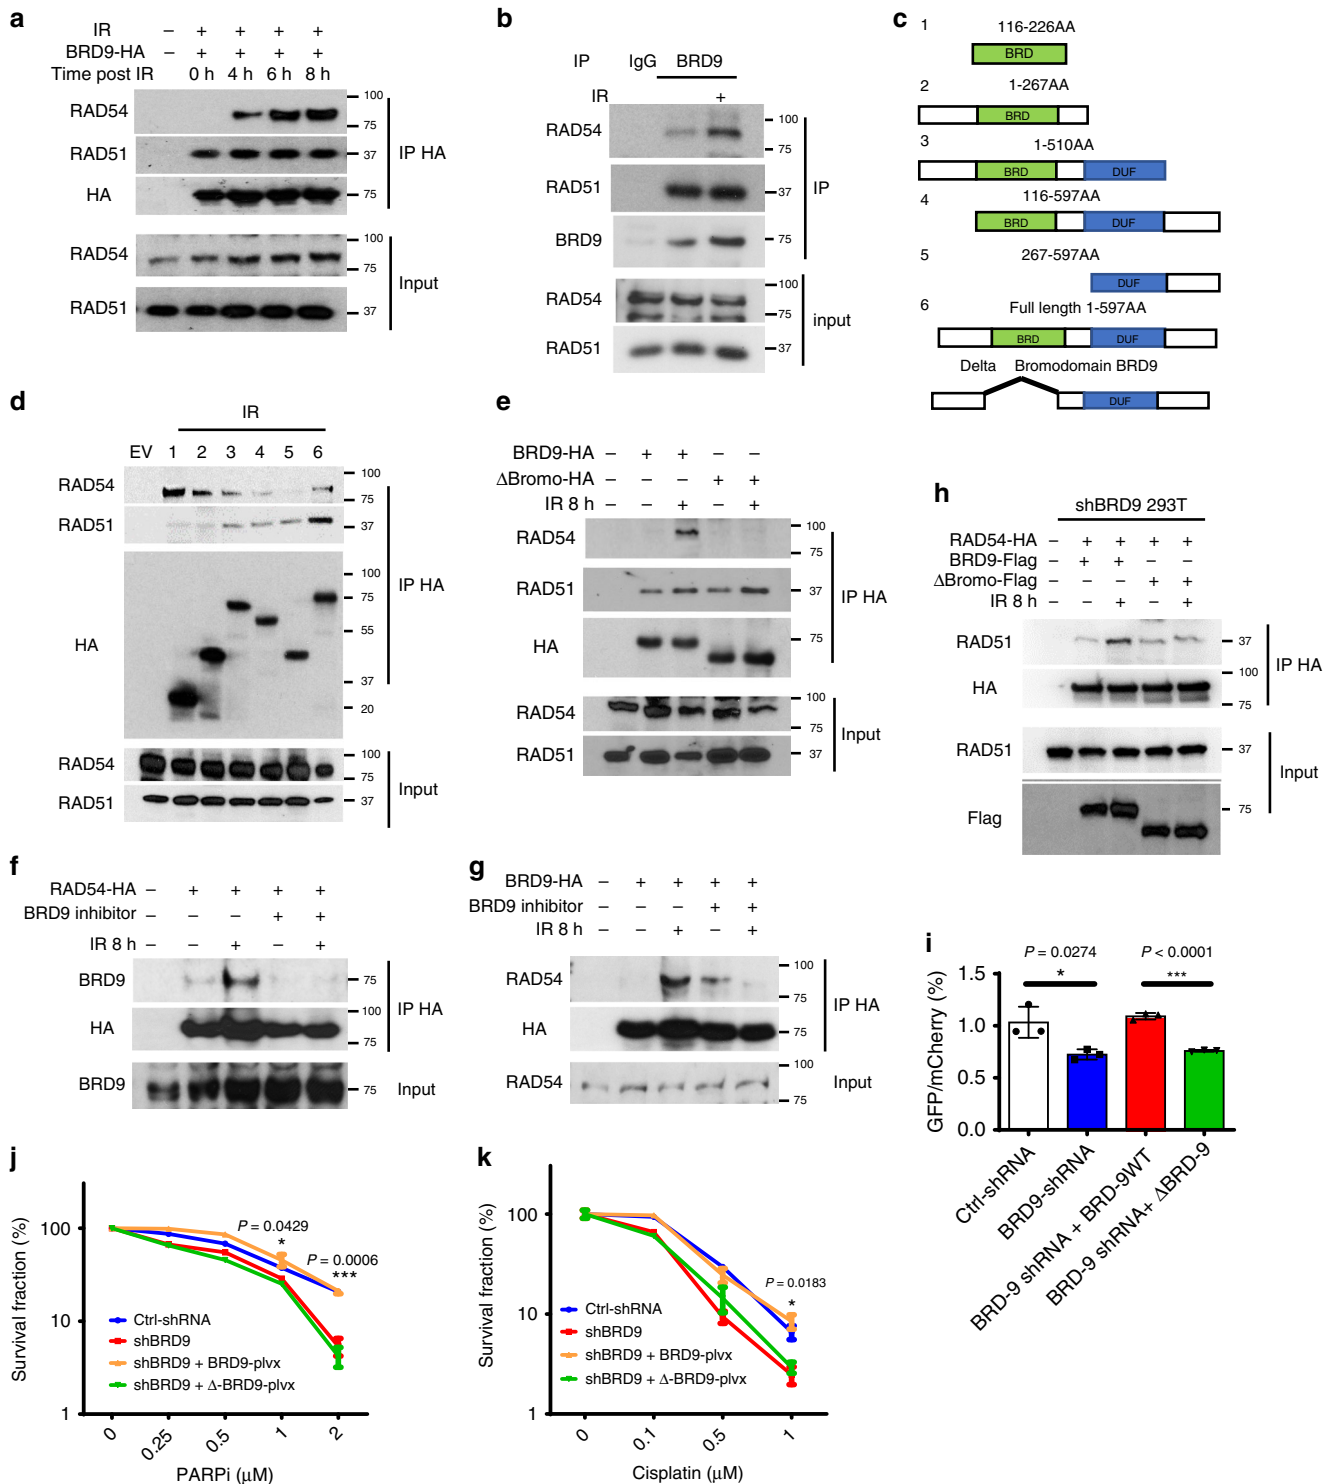 a
IR – + + + +
BRD9-HA – + + + +
Time post IR 0 h 4 h 6 h 8 h
RAD54 100 75
RAD51 37
HA 75
IP HA
RAD54 100 75
RAD51 37
Input
b
IP IgG BRD9
IR +
RAD54 100 75
RAD51 37
BRD9 75
IP
RAD54 100 75
RAD51 37
input
c
1 116-226AA
BRD
2 1-267AA
BRD
3 1-510AA
BRD DUF
4 116-597AA
BRD DUF
5 267-597AA
DUF
6 Full length 1-597AA
BRD DUF
Delta Bromodomain BRD9
DUF
d
IR
EV 1 2 3 4 5 6
RAD54 100 75
RAD51 37
HA 100 75 55 37 20
IP HA
RAD54 100 75
RAD51 37
Input
e
BRD9-HA – + + – –
ΔBromo-HA – – – + +
IR 8 h – – + – +
RAD54 100 75
RAD51 37
HA 75
IP HA
RAD54 100 75
RAD51 37
Input
h
shBRD9 293T
RAD54-HA – + + + +
BRD9-Flag – + + – –
ΔBromo-Flag – – – + +
IR 8 h – – + – +
RAD51 37
HA 100 75
IP HA
RAD51 37
Flag 75
Input
f
RAD54-HA – + + + +
BRD9 inhibitor – – – + +
IR 8 h – – + – +
BRD9 75
HA 100 75
IP HA
BRD9 75 Input
g
BRD9-HA – + + + +
BRD9 inhibitor – – – + +
IR 8 h – – + – +
RAD54 100 75
HA 75
IP HA
RAD54 100 75 Input
i
P = 0.0274 P < 0.0001
* ***
GFP/mCherry (%)
1.5
1.0
0.5
0.0
Ctrl-shRNA
BRD9-shRNA
BRD-9 shRNA + BRD-9WT
BRD-9 shRNA+ ΔBRD-9
j
Survival fraction (%)
100
10
1
P = 0.0429
*
P = 0.0006
***
Ctrl-shRNA
shBRD9
shBRD9 + BRD9-plvx
shBRD9 + Δ-BRD9-plvx
0 0.25 0.5 1 2
PARPi (μM)
k
Survival fraction (%)
100
10
1
P = 0.0183
*
Ctrl-shRNA
shBRD9
shBRD9 + BRD9-plvx
shBRD9 + Δ-BRD9-plvx
0 0.1 0.5 1
Cisplatin (μM)